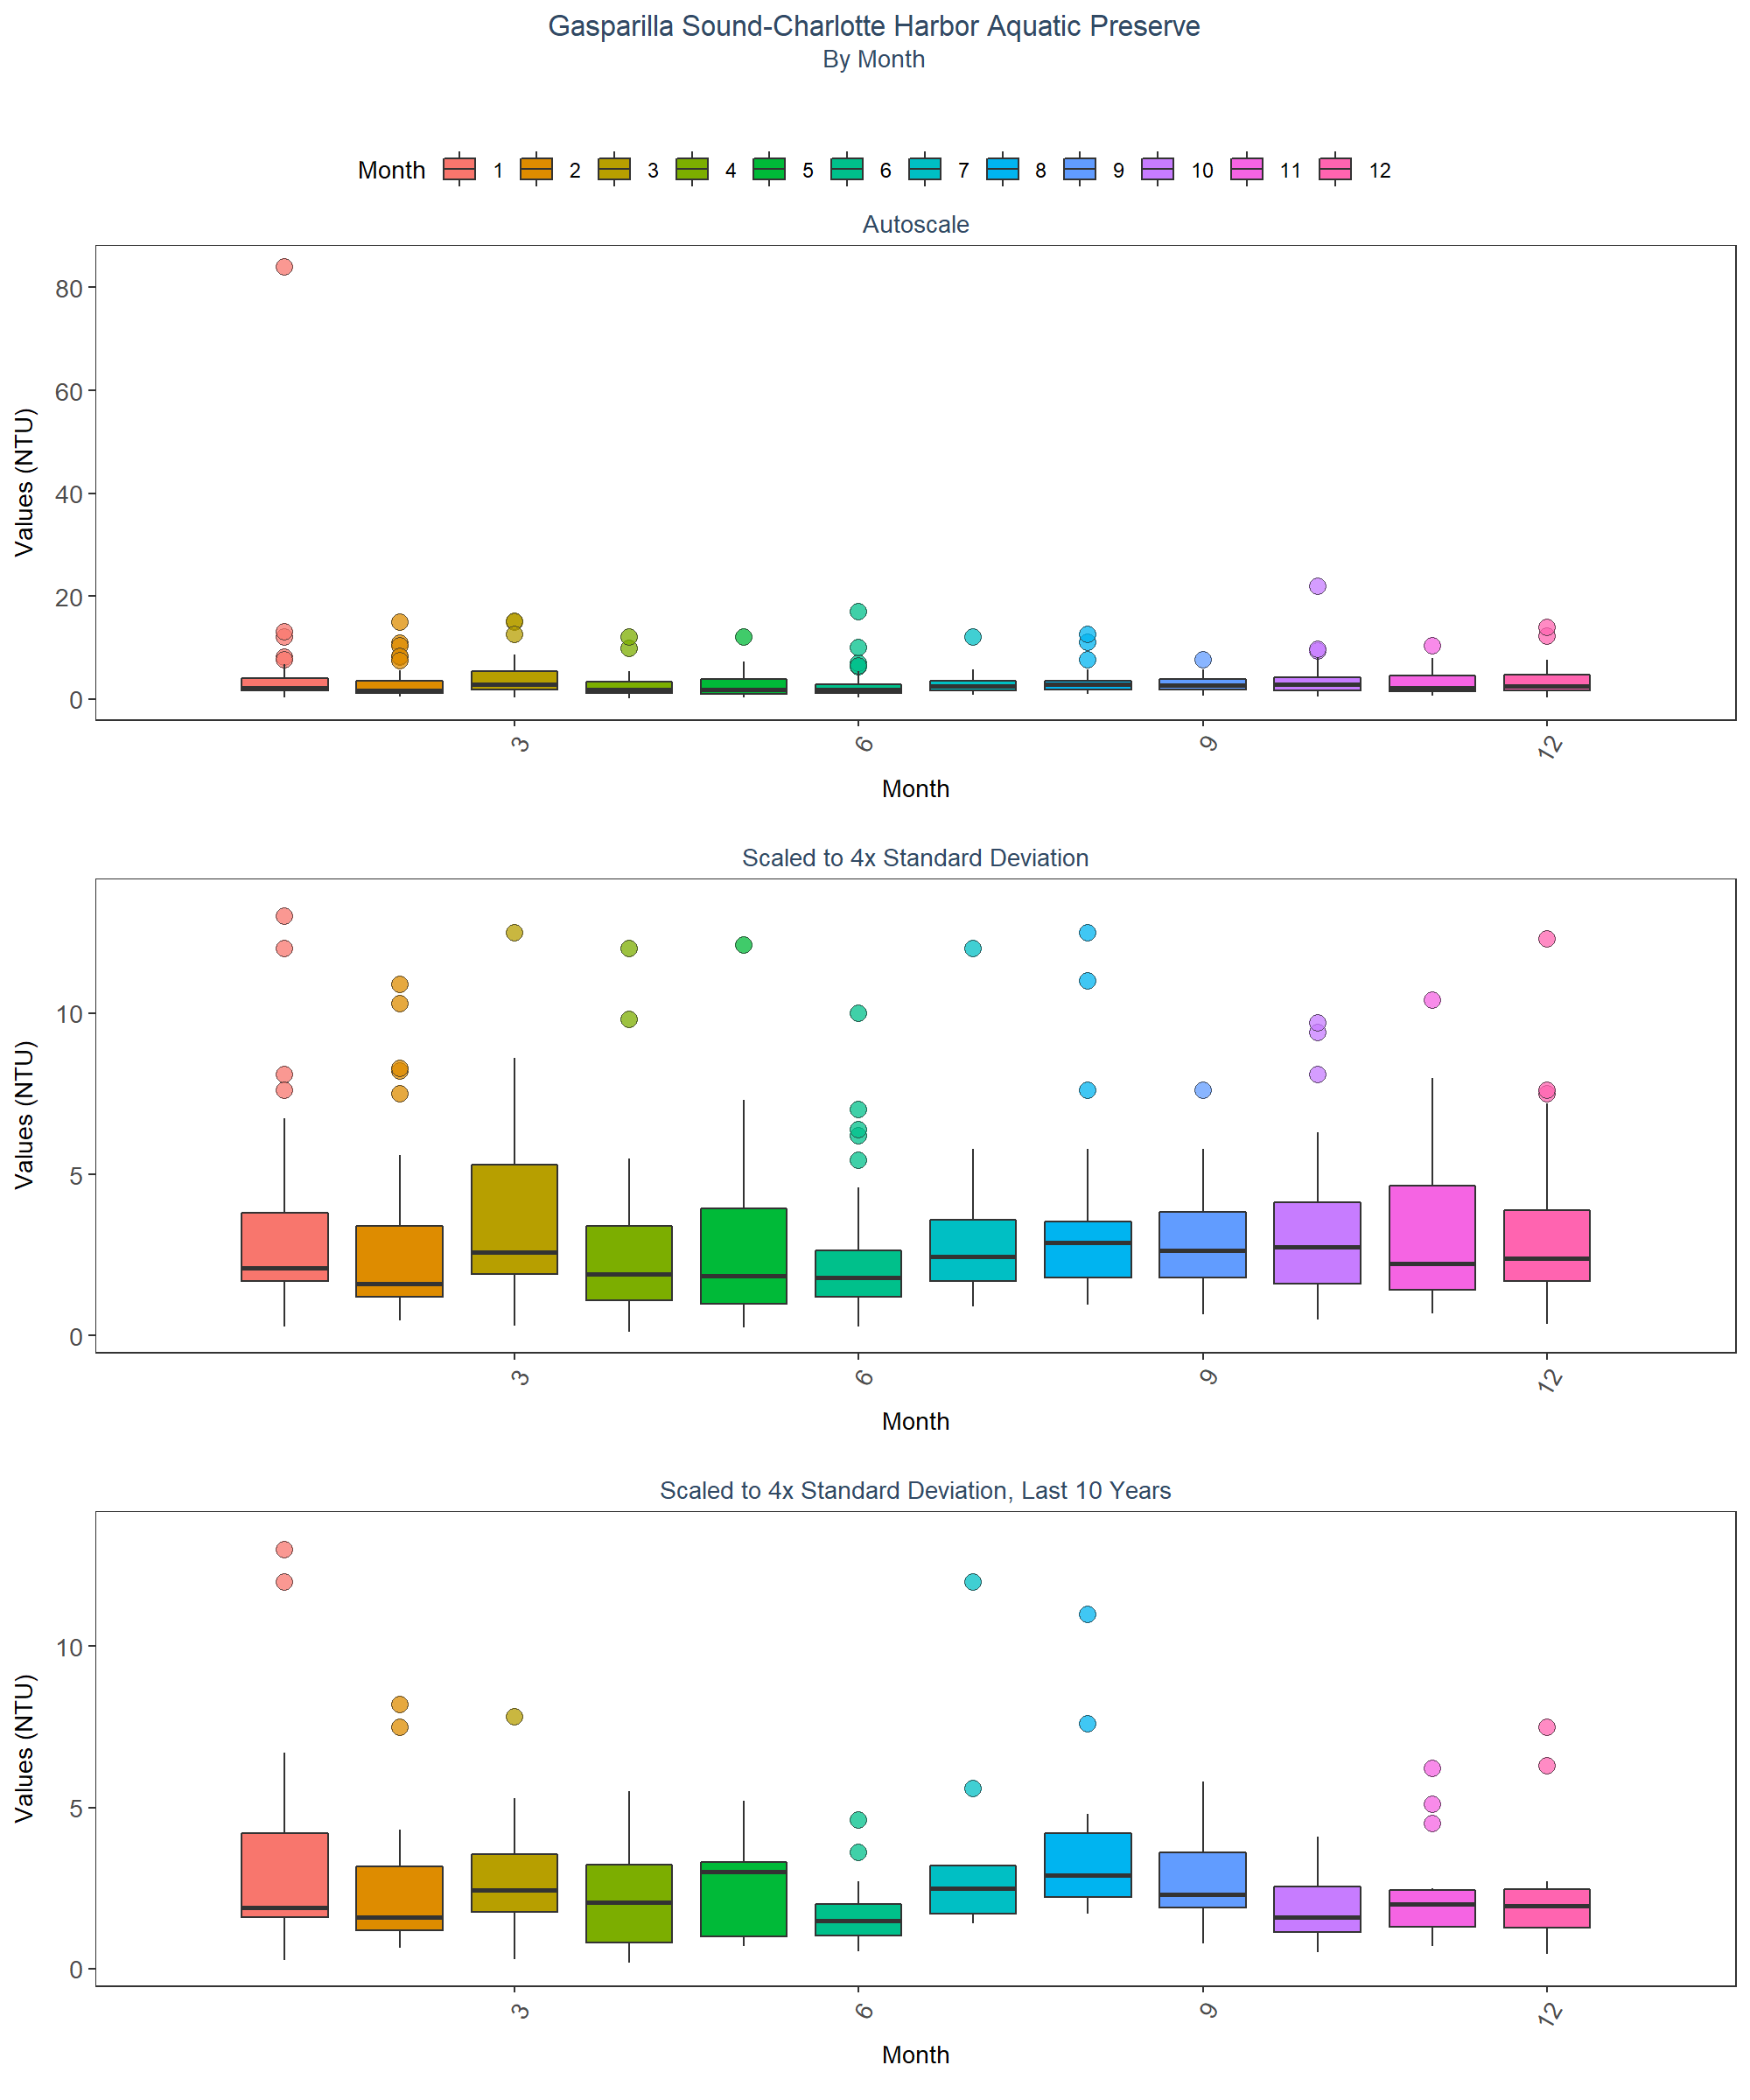 Gasparilla Sound-Charlotte Harbor Aquatic Preserve
By Month
Month 1 2 3 4 5 6 7 8 9 10 11 12
Autoscale
Values (NTU)
80
60
40
20
0
3 6 9 12
Month
Scaled to 4x Standard Deviation
Values (NTU)
10
5
0
3 6 9 12
Month
Scaled to 4x Standard Deviation, Last 10 Years
Values (NTU)
10
5
0
3 6 9 12
Month